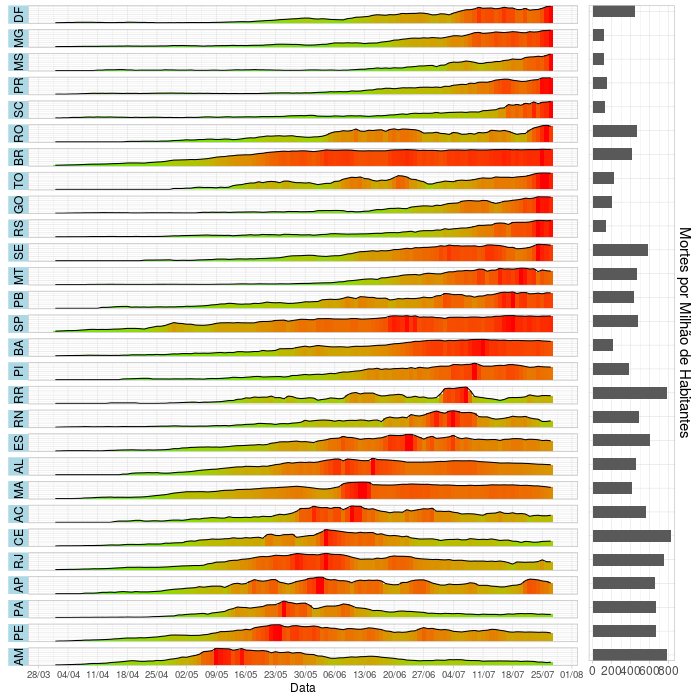 DF
MG
MS
PR
SC
RO
BR
TO
GO
RS
SE
MT
PB
SP
BA
PI
RR
RN
ES
AL
MA
AC
CE
RJ
AP
PA
PE
AM
28/03 04/04 11/04 18/04 25/04 02/05 09/05 16/05 23/05 30/05 06/06 13/06 20/06 27/06 04/07 11/07 18/07 25/07 01/08
Data
0 200 400 600 800
Mortes por Milhão de Habitantes